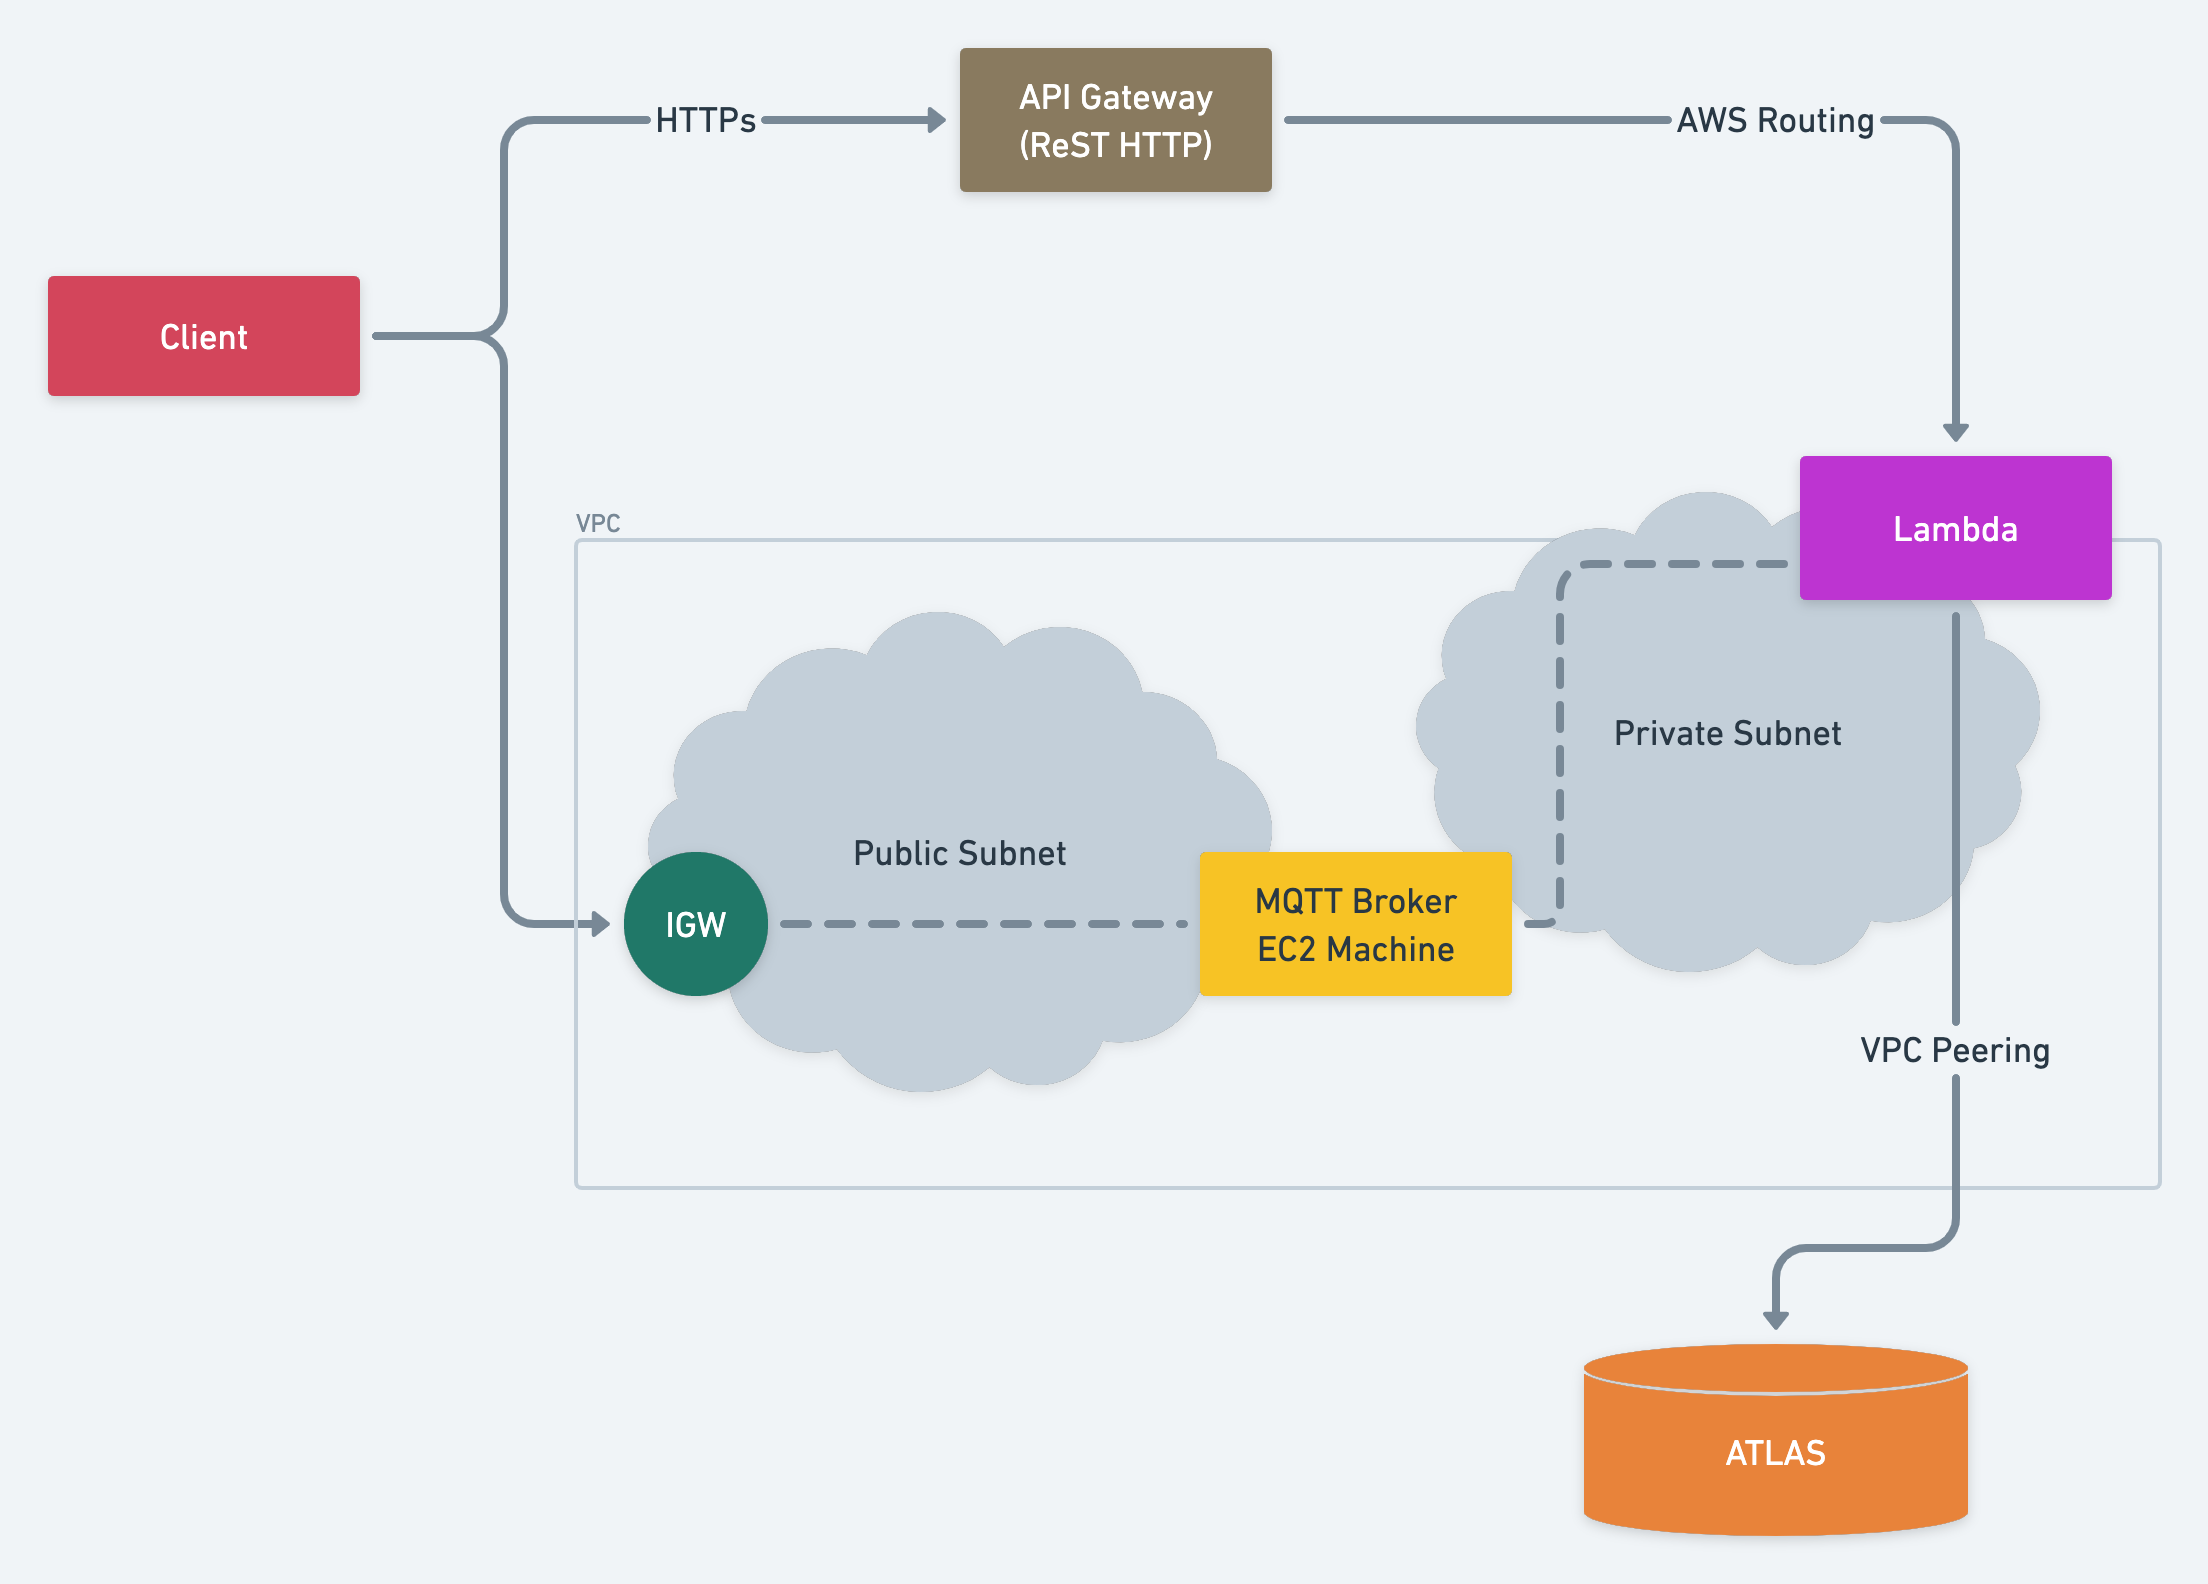 API Gateway
(ReST HTTP)
HTTPs
AWS Routing
Client
VPC
Lambda
Private Subnet
Public Subnet
IGW
MQTT Broker
EC2 Machine
VPC Peering
ATLAS